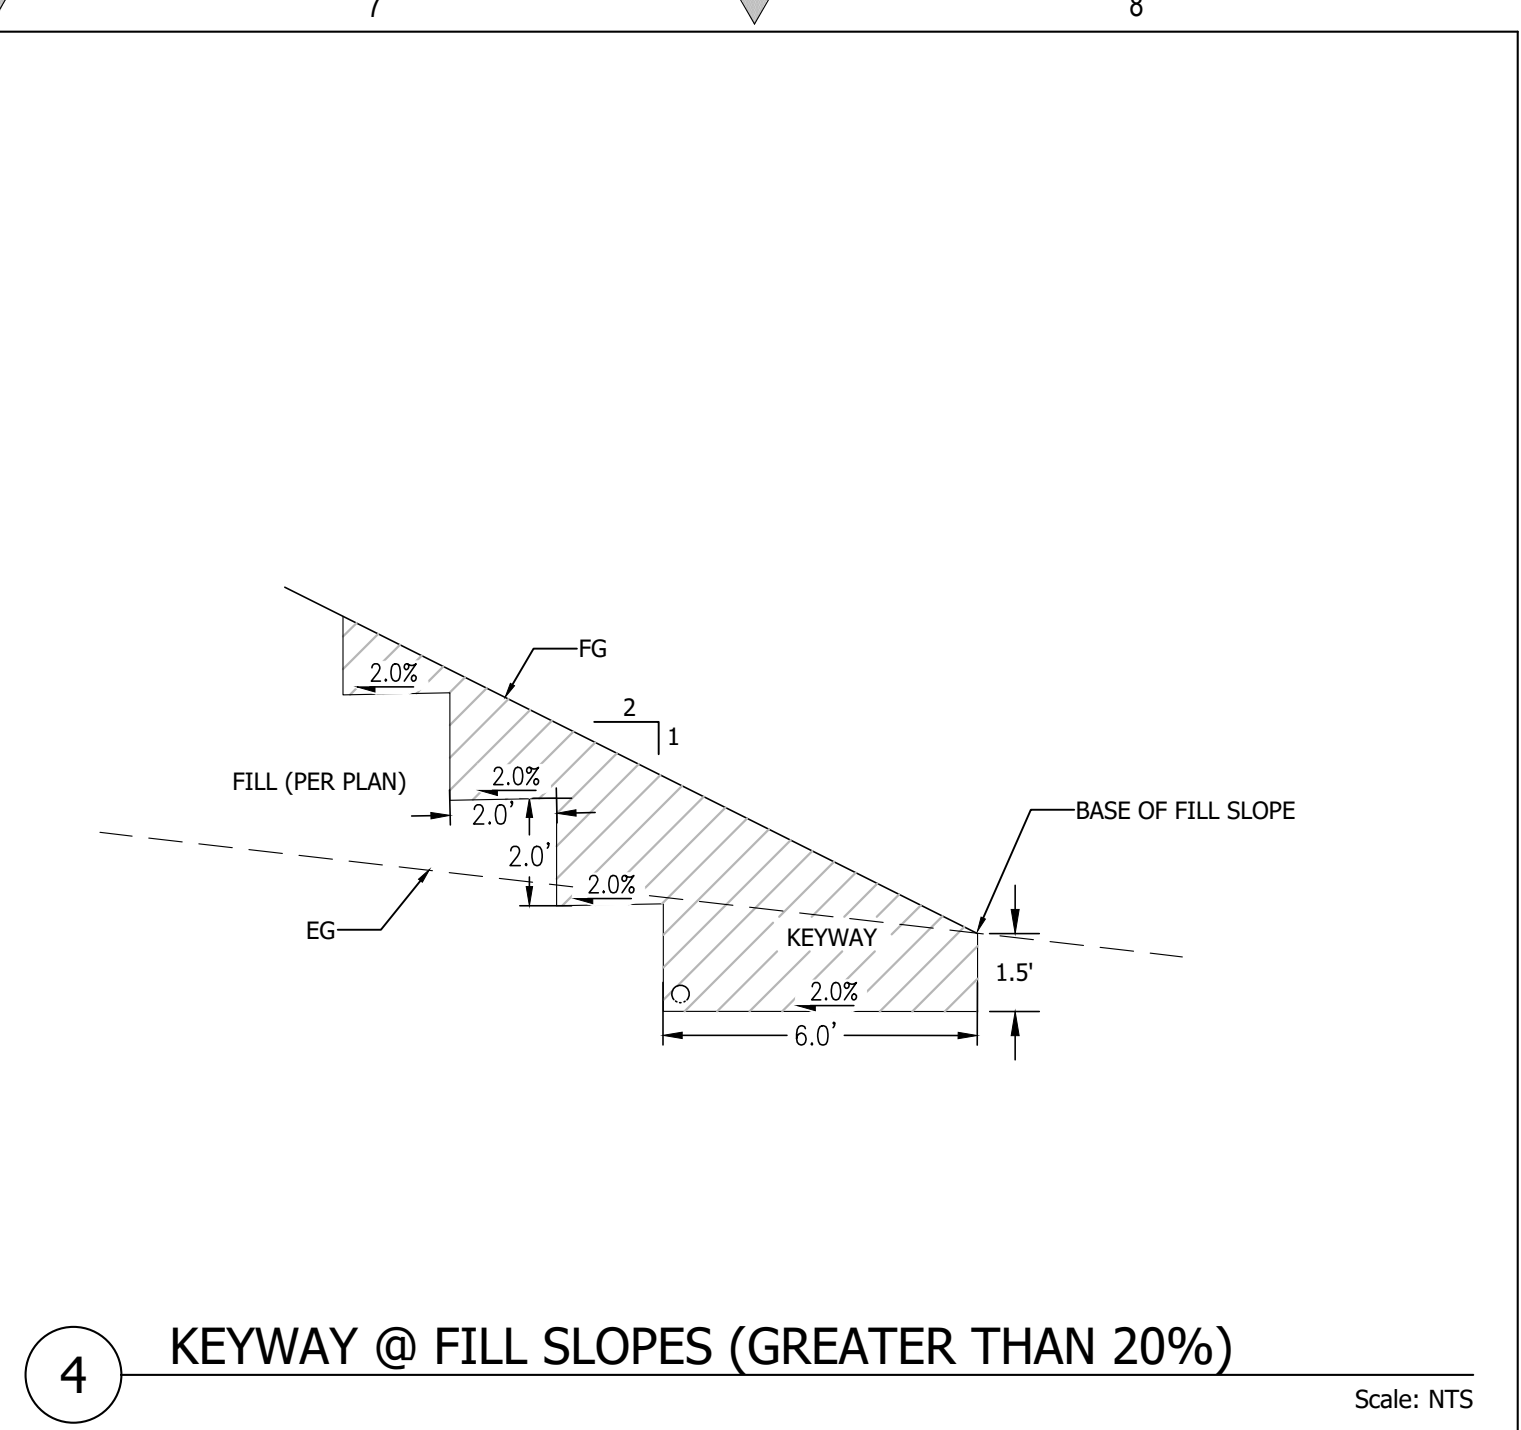 7
8
FG
2.0%
2
1
FILL (PER PLAN)
2.0%
2.0'
BASE OF FILL SLOPE
2.0'
2.0%
EG
KEYWAY
1.5'
2.0%
6.0'
4
KEYWAY @ FILL SLOPES (GREATER THAN 20%)
Scale: NTS